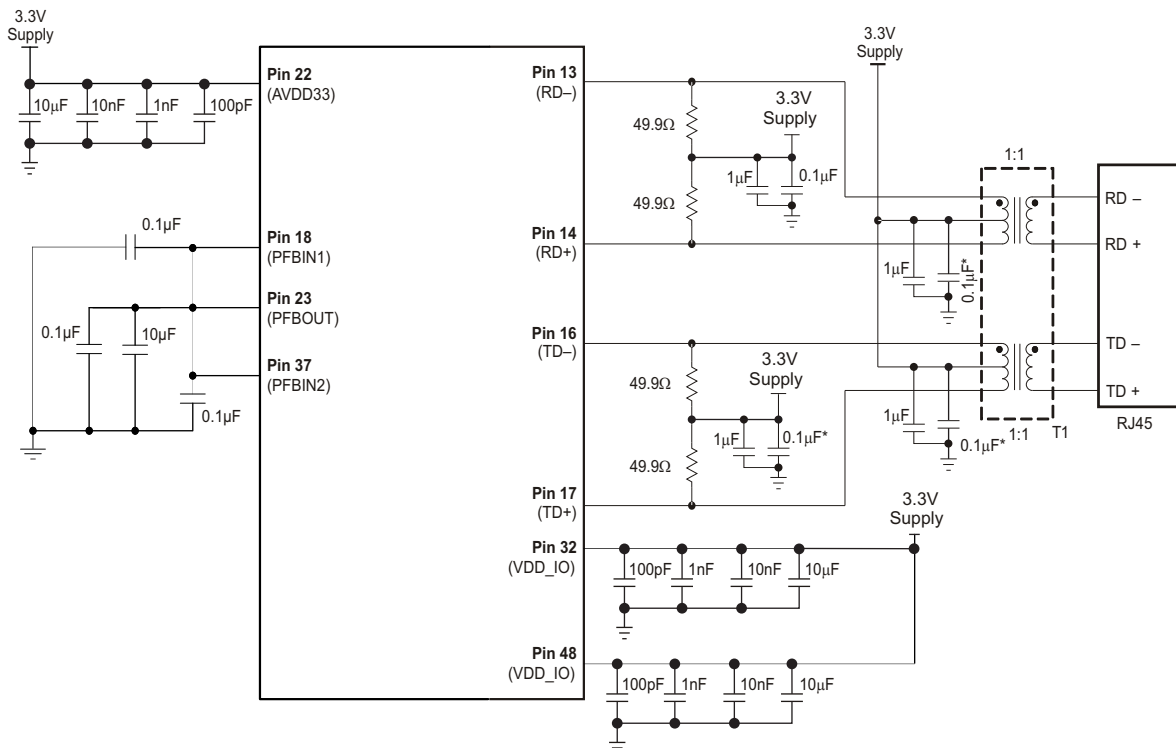 3.3V
Supply
10µF
10nF
1nF
100pF
Pin 22
(AVDD33)
0.1µF
Pin 18
(PFBIN1)
Pin 23
(PFBOUT)
0.1µF
10µF
Pin 37
(PFBIN2)
0.1µF
Pin 13
(RD–)
49.9Ω
3.3V
Supply
1µF
0.1µF
49.9Ω
Pin 14
(RD+)
Pin 16
(TD–)
49.9Ω
3.3V
Supply
1µF
0.1µF*
49.9Ω
Pin 17
(TD+)
3.3V
Supply
1µF
0.1µF*
1µF
0.1µF*
1:1
1:1
T1
RD –
RD +
TD –
TD +
RJ45
Pin 32
(VDD_IO)
3.3V
Supply
100pF
1nF
10nF
10µF
Pin 48
(VDD_IO)
100pF
1nF
10nF
10µF